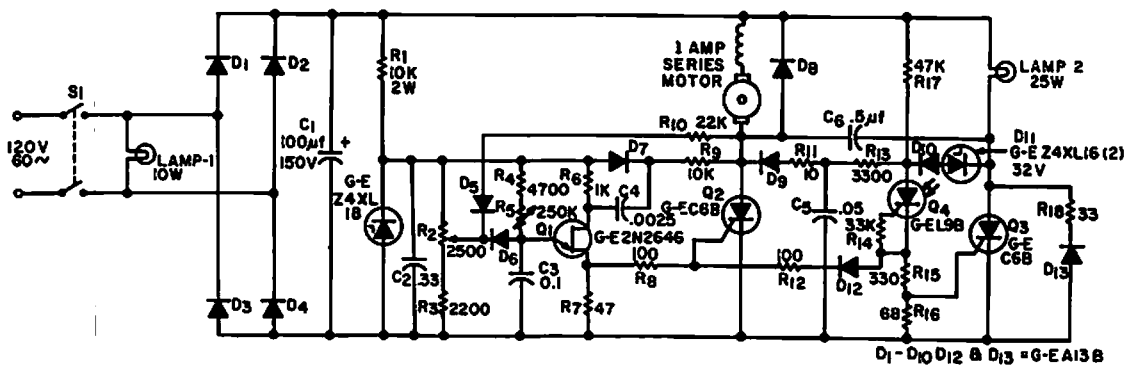 S1
120V
60~
LAMP-1
10W
D1
D2
D3
D4
C1
100µf
150V
+
R1
10K
2W
G-E
Z4XL
18
C2 .33
R2
2500
R3
2200
D5
D6
R4
4700
R5
250K
Q1
C3
0.1
R6
1K
G-E2N2646
R7
47
D7
C4
.0025
R10
22K
R9
10K
Q2
G-EC6B
100
R8
1 AMP
SERIES
MOTOR
D8
C6 .5µf
D9
R11
10
C5
.05
R13
3300
100
R12
D12
47K
R17
D10
Q4
G-EL9B
33K
R14
330
R15
68
R16
LAMP 2
25W
D11
G-E Z4XL16 (2)
32V
Q3
G-E
C6B
R18
33
D13
D1-D10 D12 & D13 = G-EA13B